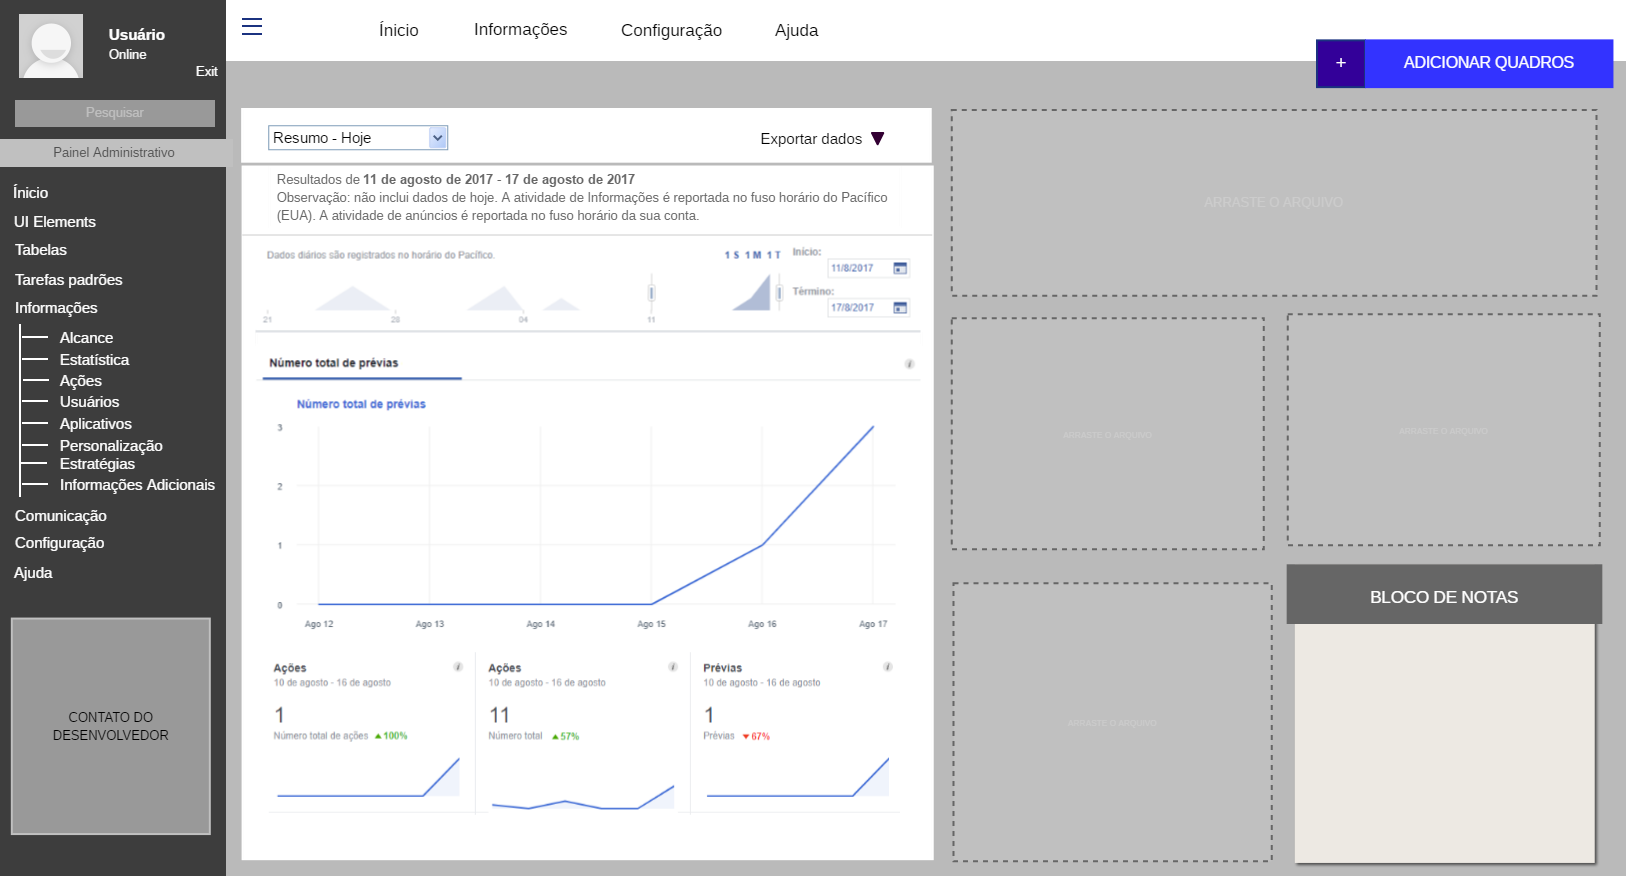 Usuário
Online
Exit
Pesquisar
Painel Administrativo
Ínicio
UI Elements
Tabelas
Tarefas padrões
Informações
Alcance
Estatística
Ações
Usuários
Aplicativos
Personalização
Estratégias
Informações Adicionais
Comunicação
Configuração
Ajuda
CONTATO DO
DESENVOLVEDOR
Ínicio Informações Configuração Ajuda
+ ADICIONAR QUADROS
Resumo - Hoje
Exportar dados
Resultados de 11 de agosto de 2017 - 17 de agosto de 2017
Observação: não inclui dados de hoje. A atividade de Informações é reportada no fuso horário do Pacífico
(EUA). A atividade de anúncios é reportada no fuso horário da sua conta.
Dados diários são registrados no horário do Pacífico.
1 S 1 M 1 T
Início:
11/8/2017
Término:
17/8/2017
21 28 04 11
Número total de prévias
i
Número total de prévias
3
2
1
0
Ago 12 Ago 13 Ago 14 Ago 15 Ago 16 Ago 17
Ações
i
10 de agosto - 16 de agosto
1
Número total de ações 100%
Ações
i
10 de agosto - 16 de agosto
11
Número total 57%
Prévias
i
10 de agosto - 16 de agosto
1
Prévias 67%
ARRASTE O ARQUIVO
ARRASTE O ARQUIVO
ARRASTE O ARQUIVO
ARRASTE O ARQUIVO
BLOCO DE NOTAS